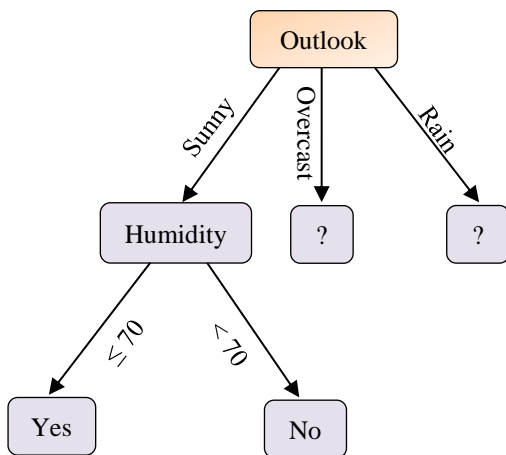 Outlook
Sunny
Overcast
Rain
Humidity
?
?
≤ 70
< 70
Yes
No